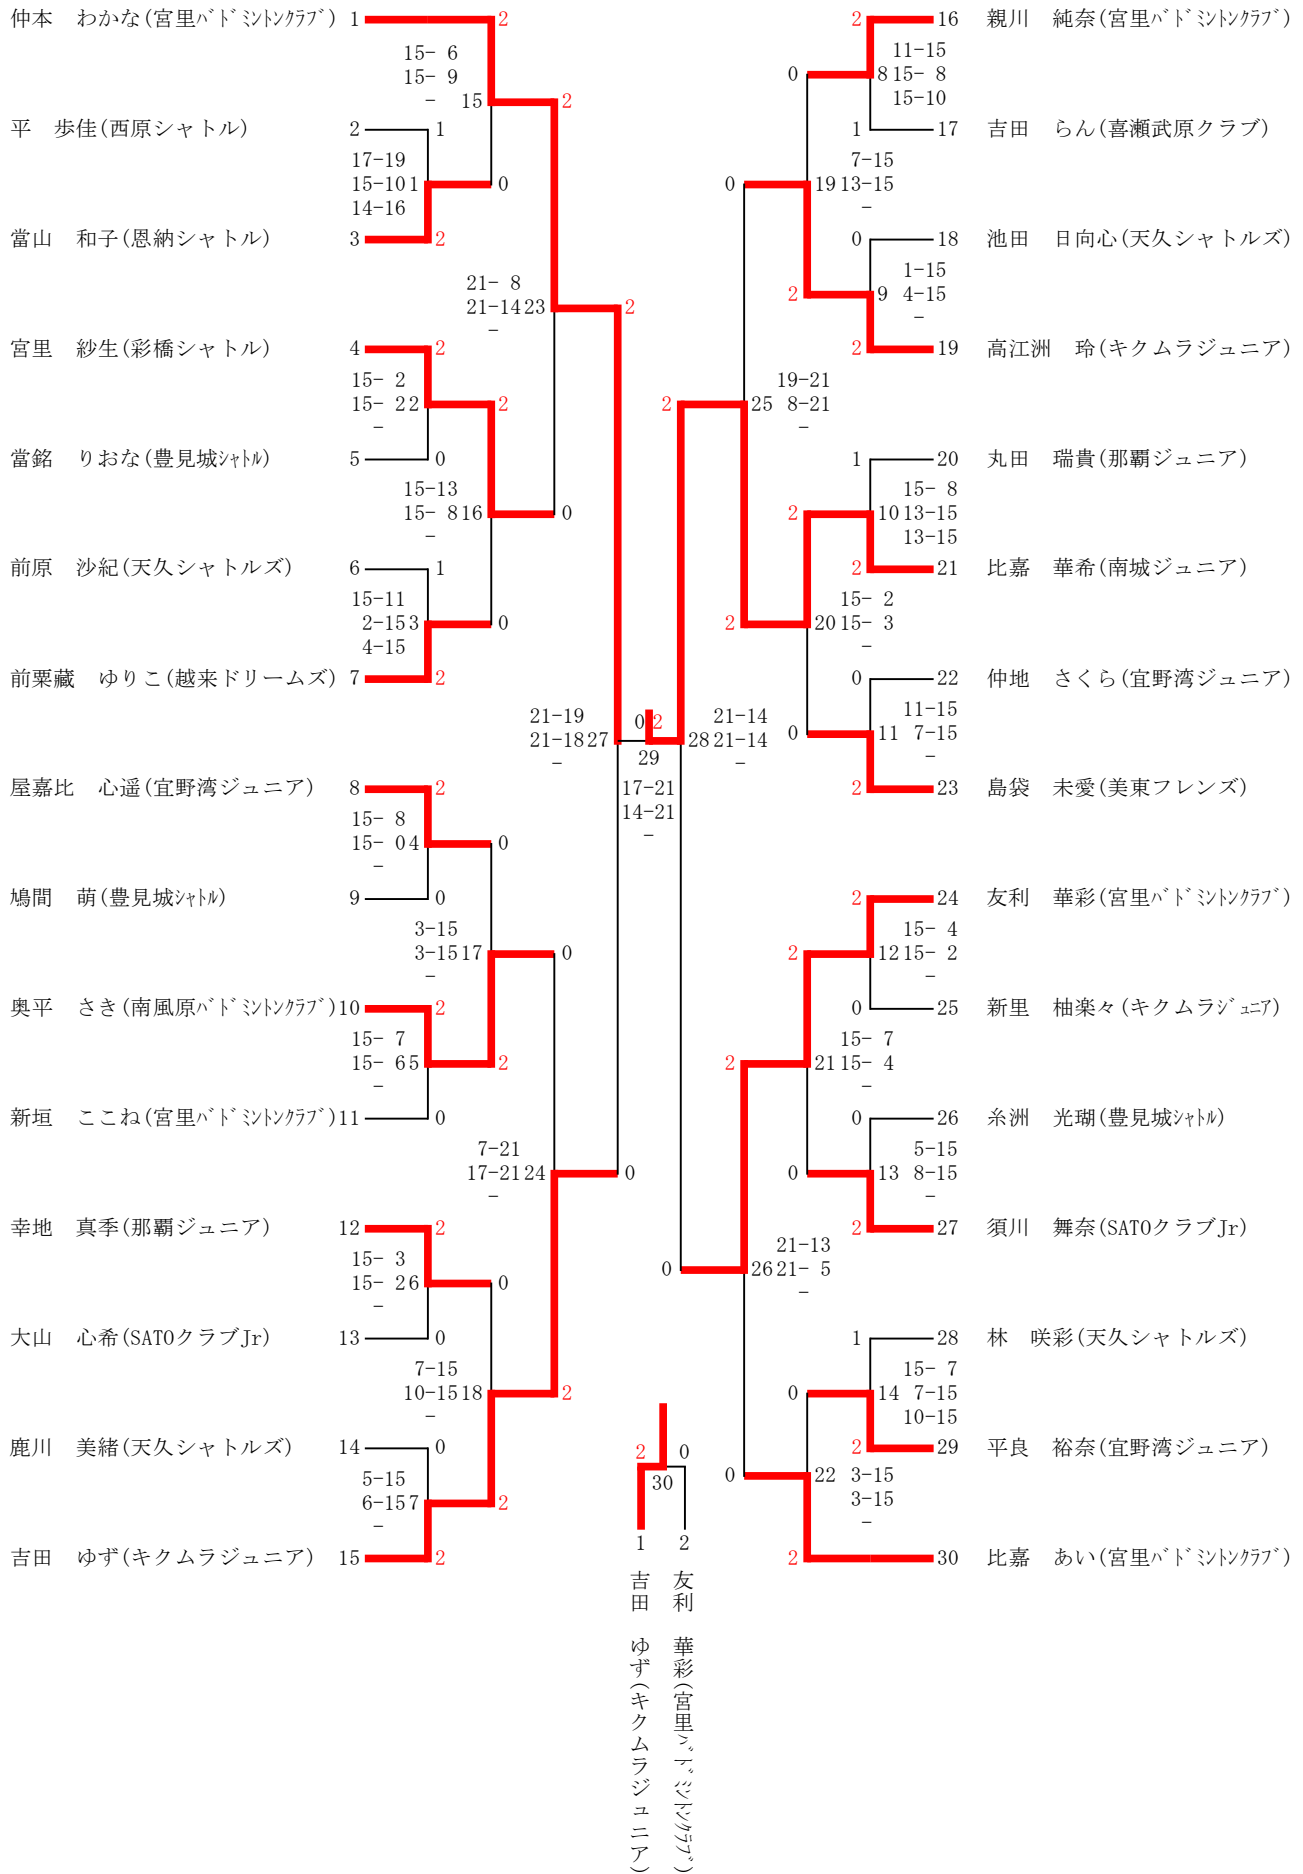 仲本　わかな(宮里ﾊﾞﾄﾞﾐﾝﾄﾝｸﾗﾌﾞ) 1
2
15- 6
15- 9
-
15
2
平　歩佳(西原シャトル) 2
1
17-19
15-10 1
14-16
0
當山　和子(恩納シャトル) 3
2
21- 8
21-14 23
-
2
宮里　紗生(彩橋シャトル) 4
2
15- 2
15- 2 2
-
2
當銘　りおな(豊見城ｼｬﾄﾙ) 5
0
15-13
15- 8 16
-
0
前原　沙紀(天久シャトルズ) 6
1
15-11
2-15 3
4-15
0
前栗藏　ゆりこ(越来ドリームズ) 7
2
21-19
21-18 27
-
0 2
29
17-21
14-21
-
屋嘉比　心遥(宜野湾ジュニア) 8
2
15- 8
15- 0 4
-
0
鳩間　萌(豊見城ｼｬﾄﾙ) 9
0
3-15
3-15 17
-
0
奥平　さき(南風原ﾊﾞﾄﾞﾐﾝﾄﾝｸﾗﾌﾞ) 10
2
15- 7
15- 6 5
-
2
新垣　ここね(宮里ﾊﾞﾄﾞﾐﾝﾄﾝｸﾗﾌﾞ) 11
0
7-21
17-21 24
-
0
幸地　真季(那覇ジュニア) 12
2
15- 3
15- 2 6
-
0
大山　心希(SATOクラブJr) 13
0
7-15
10-15 18
-
2
鹿川　美緒(天久シャトルズ) 14
0
5-15
6-15 7
-
2
吉田　ゆず(キクムラジュニア) 15
2
2 16 親川　純奈(宮里ﾊﾞﾄﾞﾐﾝﾄﾝｸﾗﾌﾞ)
11-15
0 8 15- 8
15-10
1 17 吉田　らん(喜瀬武原クラブ)
7-15
0 19 13-15
-
0 18 池田　日向心(天久シャトルズ)
1-15
2 9 4-15
-
2 19 高江洲　玲(キクムラジュニア)
19-21
2 25 8-21
-
1 20 丸田　瑞貴(那覇ジュニア)
15- 8
2 10 13-15
13-15
2 21 比嘉　華希(南城ジュニア)
15- 2
2 20 15- 3
-
0 22 仲地　さくら(宜野湾ジュニア)
11-15
0 11 7-15
-
2 23 島袋　未愛(美東フレンズ)
21-14
28 21-14
-
2 24 友利　華彩(宮里ﾊﾞﾄﾞﾐﾝﾄﾝｸﾗﾌﾞ)
15- 4
2 12 15- 2
-
0 25 新里　柚楽々(キクムラｼﾞｭﾆｱ)
15- 7
2 21 15- 4
-
0 26 糸洲　光瑚(豊見城ｼｬﾄﾙ)
5-15
0 13 8-15
-
2 27 須川　舞奈(SATOクラブJr)
21-13
0 26 21- 5
-
1 28 林　咲彩(天久シャトルズ)
15- 7
0 14 7-15
10-15
2 29 平良　裕奈(宜野湾ジュニア)
3-15
0 22 3-15
-
2 30 比嘉　あい(宮里ﾊﾞﾄﾞﾐﾝﾄﾝｸﾗﾌﾞ)
2 0
30
1 2
吉田　ゆず(キクムラジュニア)
友利　華彩(宮里ﾊﾞﾄﾞﾐﾝﾄﾝｸﾗﾌﾞ)